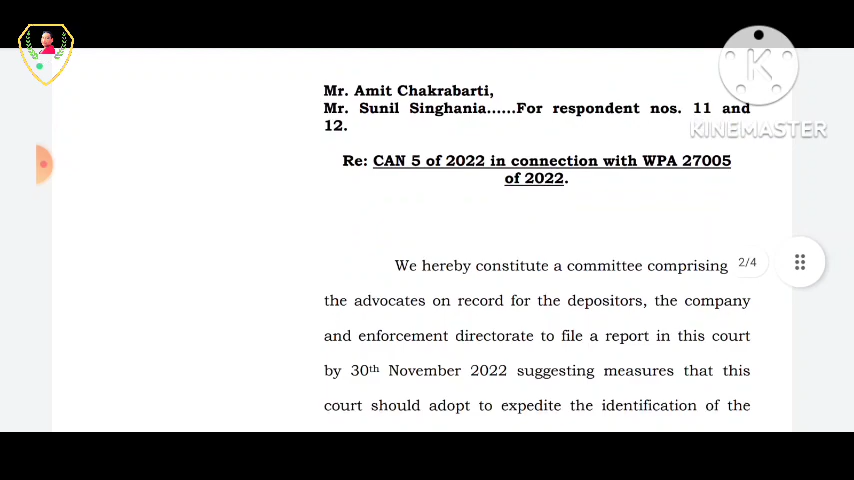 Mr. Amit Chakrabarti,
Mr. Sunil Singhania......For respondent nos. 11 and
12.
KINEMASTER
Re: CAN 5 of 2022 in connection with WPA 27005
of 2022.
We hereby constitute a committee comprising
2/4
the advocates on record for the depositors, the company
and enforcement directorate to file a report in this court
by 30th November 2022 suggesting measures that this
court should adopt to expedite the identification of the